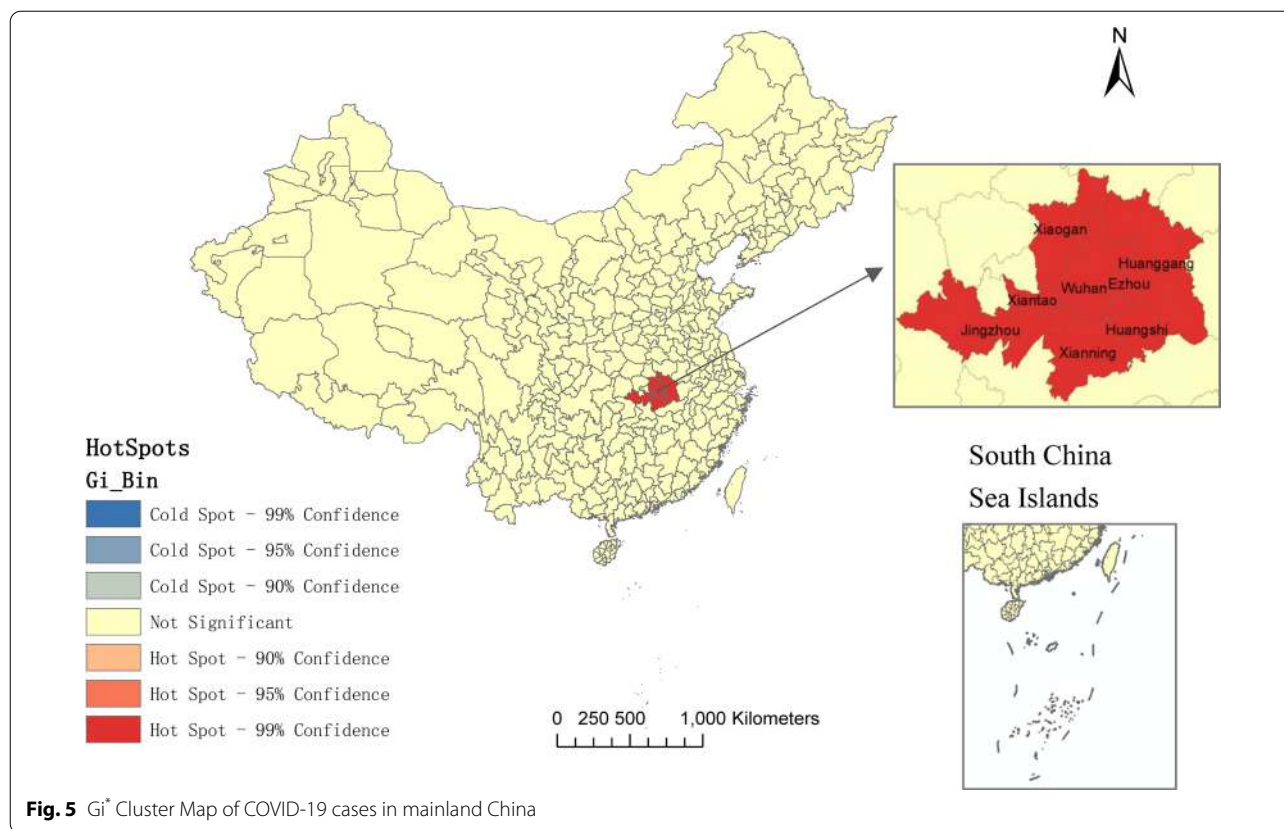 N
Xiaogan
Huanggang
Wuhan
Ezhou
Xiantao
Jingzhou
Huangshi
Xianning
HotSpots
Gi_Bin
Cold Spot - 99% Confidence
Cold Spot - 95% Confidence
Cold Spot - 90% Confidence
Not Significant
Hot Spot - 90% Confidence
Hot Spot - 95% Confidence
Hot Spot - 99% Confidence
South China
Sea Islands
0 250 500 1,000 Kilometers
Fig. 5 Gi* Cluster Map of COVID-19 cases in mainland China